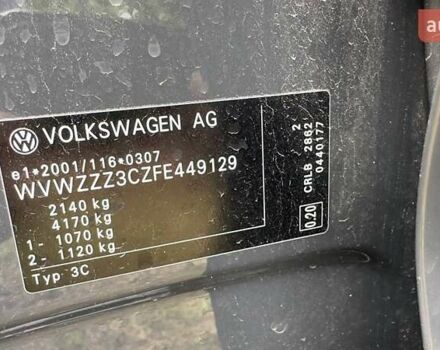 VOLKSWAGEN AG
e1*2001/116*0307
WVWZZZ3CZFE449129
2140 kg
4170 kg
1 - 1070 kg
2 - 1120 kg
Typ 3C
CRLB 2862 2
0440177
0.20